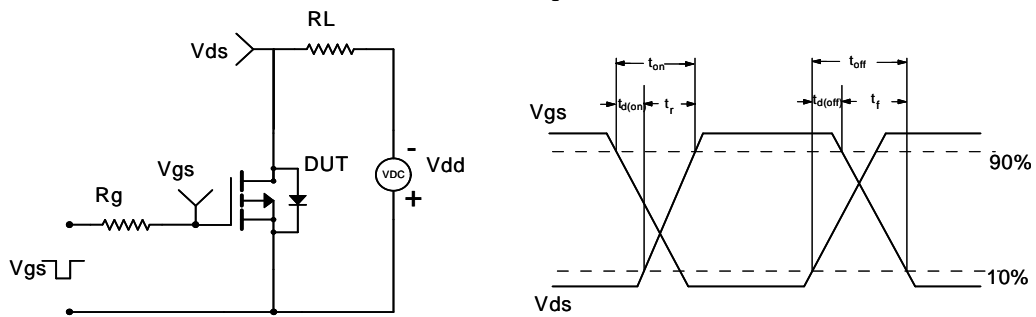 RL
Vds
Vgs
DUT
Rg
Vgs
-
VDC
+
Vdd
ton
toff
td(on)
tr
td(off)
tf
Vgs
90%
10%
Vds